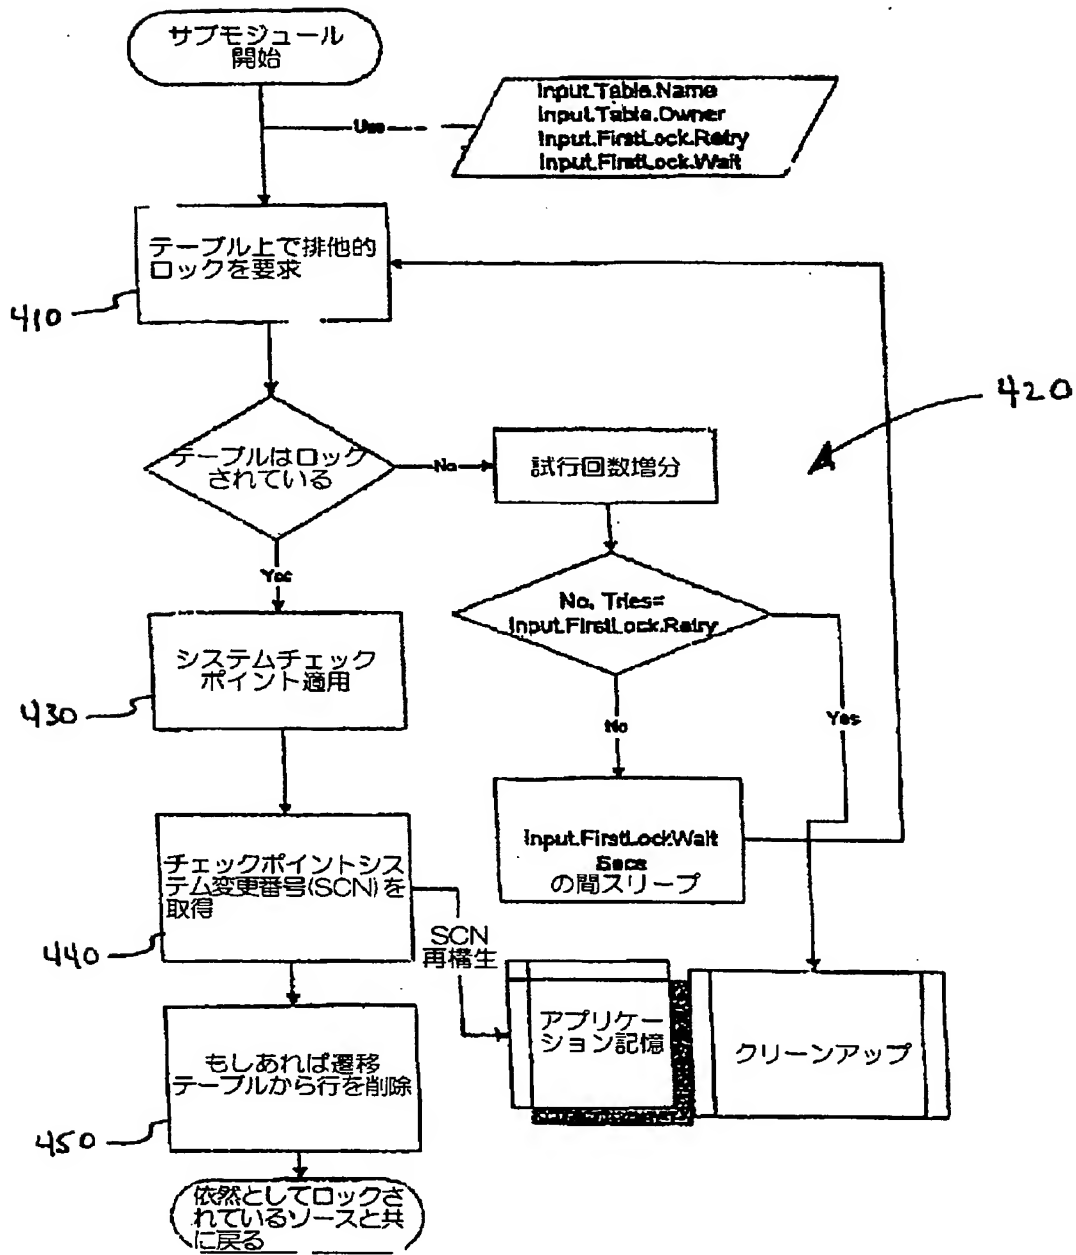 サブモジュール
開始
Use
Input.Table.Name
Input.Table.Owner
Input.FirstLock.Retry
Input.FirstLock.Wait
テーブル上で排他的
ロックを要求
410
420
テーブルはロック
されている
No
試行回数増分
Yes
No. Tries=
Input.FirstLock.Retry
システムチェック
ポイント適用
430
No
Yes
Input.FirstLock.Wait
Secs
の間スリープ
チェックポイントシス
テム変更番号(SCN)を
取得
440
SCN
再構生
アプリケー
ション記憶
クリーンアップ
もしあれば遷移
テーブルから行を削除
450
依然としてロックさ
れているソースと共
に戻る